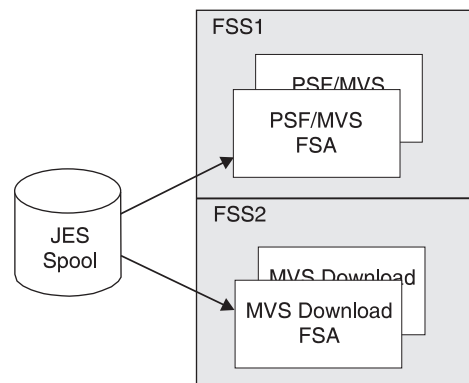 FSS1
PSF/MVS
PSF/MVS
FSA
JES
Spool
FSS2
MVS Download
MVS Download
FSA